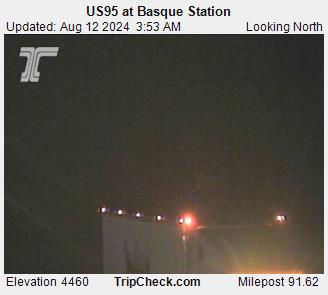 US95 at Basque Station
Updated: Aug 12 2024 3:53 AM Looking North
Elevation 4460 TripCheck.com Milepost 91.62